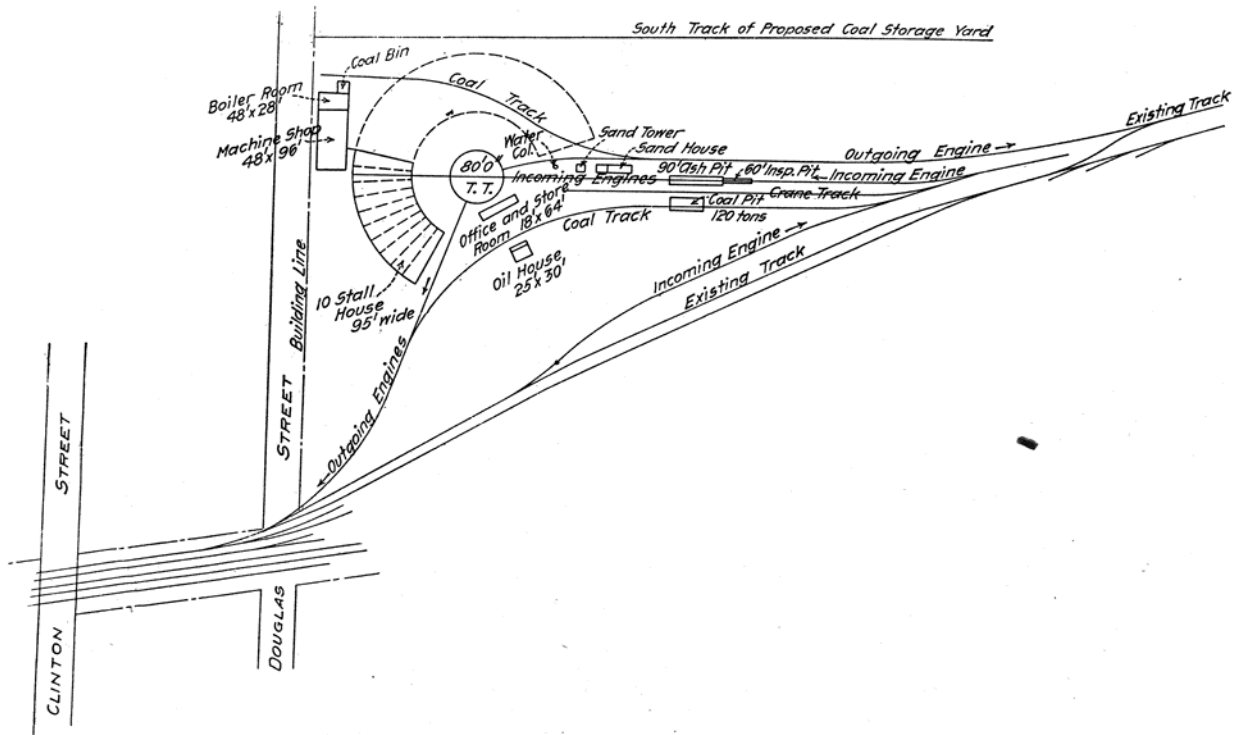 South Track of Proposed Coal Storage Yard
Coal Bin
Boiler Room
48'x28'
Machine Shop
48'x 96'
Coal
Track
Water
Col.
Sand Tower
Sand House
Existing Track
Outgoing Engine
90'Ash Pit
60'Insp. Pit
Incoming Engine
80'0
T. T.
Incoming Engines
Crane Track
Office and Store
Room 18'x 64'
Coal Pit
120 tons
Coal Track
Oil House
25'x 30'
Incoming Engine
Existing Track
10 Stall
House
95' wide
Building Line
STREET
Outgoing Engines
STREET
CLINTON
DOUGLAS